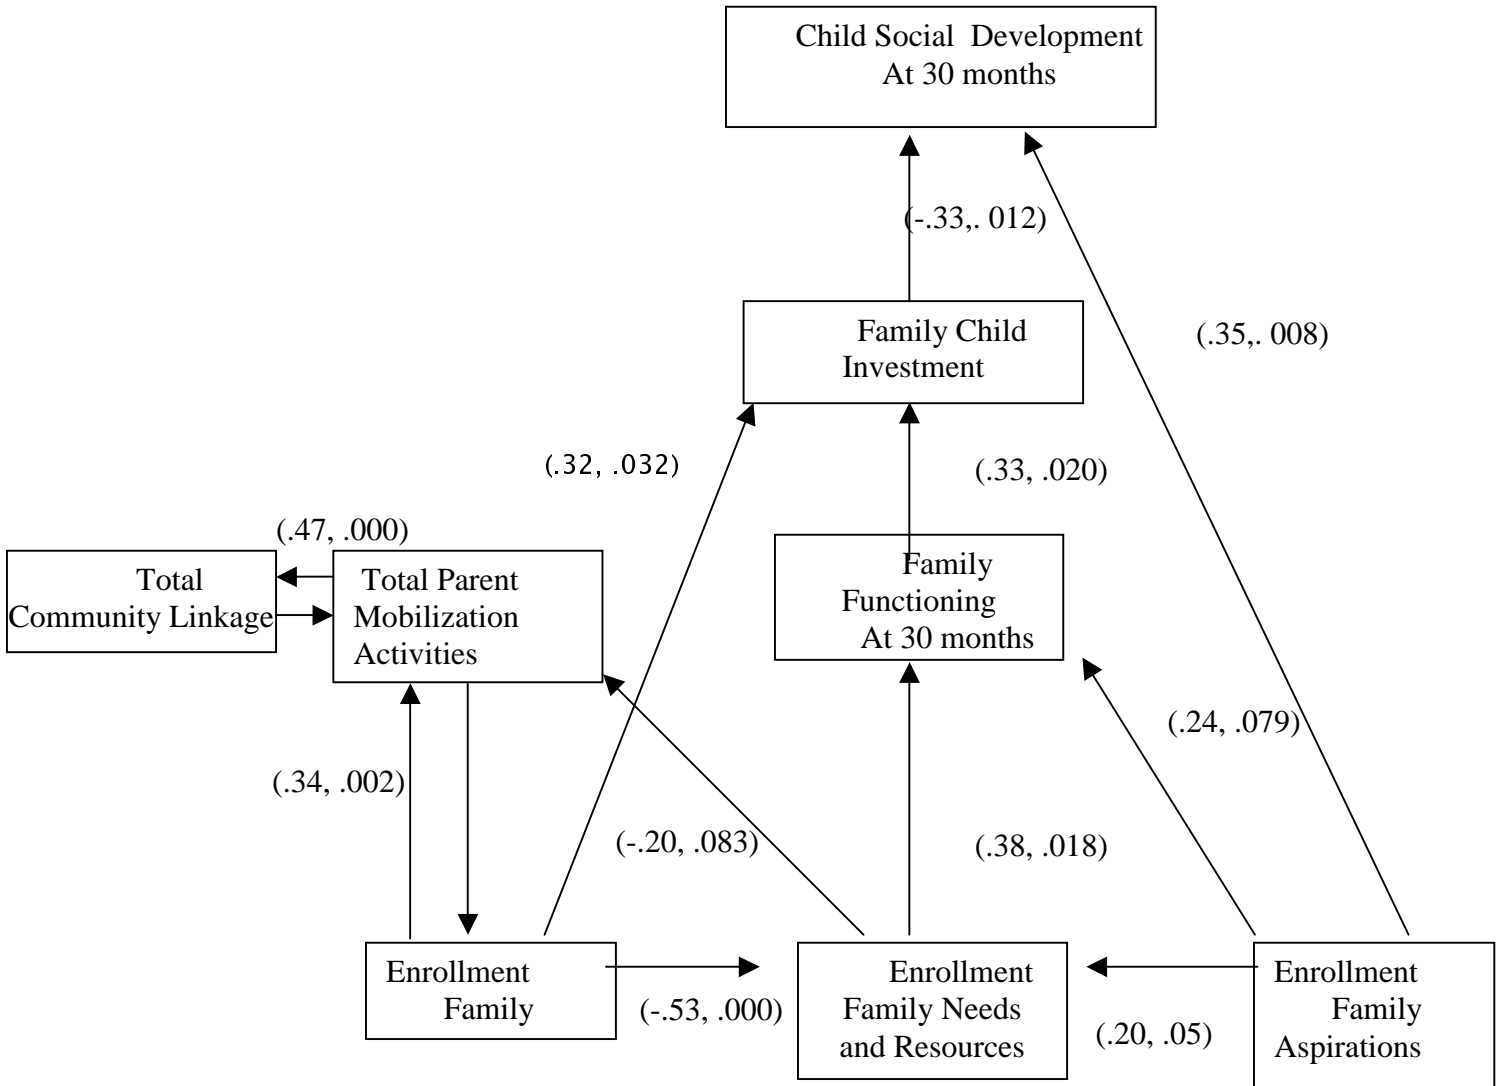 Child Social Development
At 30 months
(-.33,. 012)
Family Child
Investment
(.35,. 008)
(.32, .032)
(.33, .020)
(.47, .000)
Total
Community Linkage
Total Parent
Mobilization
Activities
Family
Functioning
At 30 months
(.24, .079)
(.34, .002)
(-.20, .083)
(.38, .018)
Enrollment
Family
(-.53, .000)
Enrollment
Family Needs
and Resources
(.20, .05)
Enrollment
Family
Aspirations